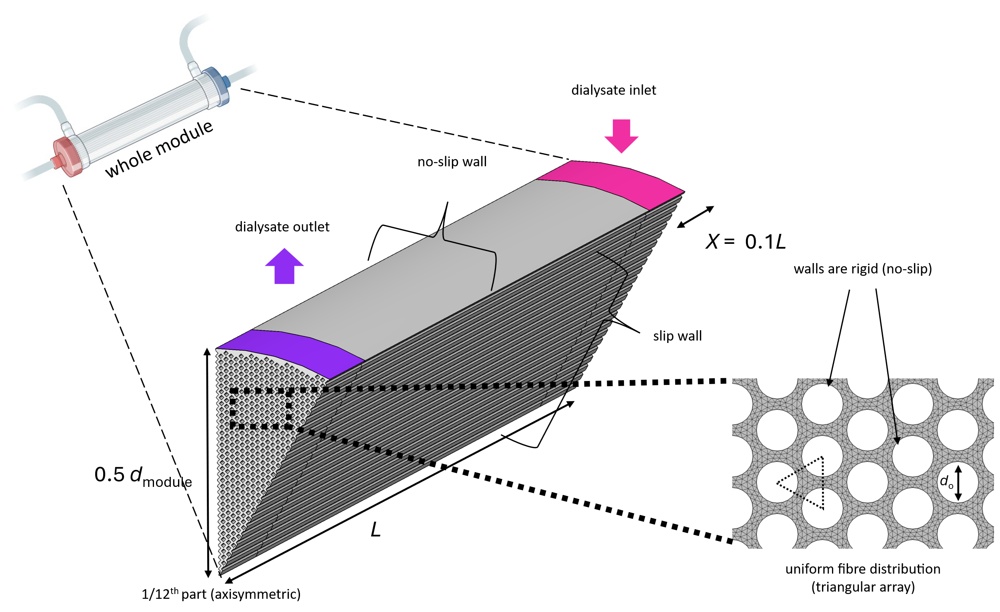 whole module
dialysate inlet
no-slip wall
dialysate outlet
X = 0.1L
walls are rigid (no-slip)
slip wall
0.5 dmodule
do
L
uniform fibre distribution
(triangular array)
1/12th part (axisymmetric)